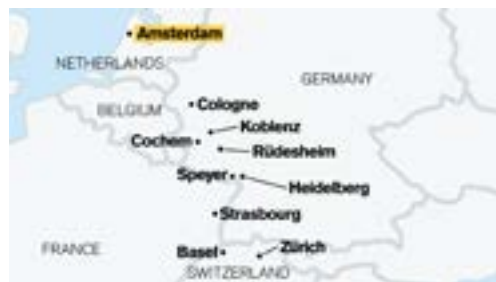 Amsterdam
NETHERLANDS
GERMANY
BELGIUM
Cologne
Koblenz
Cochem
Rüdesheim
Speyer
Heidelberg
Strasbourg
FRANCE
Basel
Zürich
SWITZERLAND